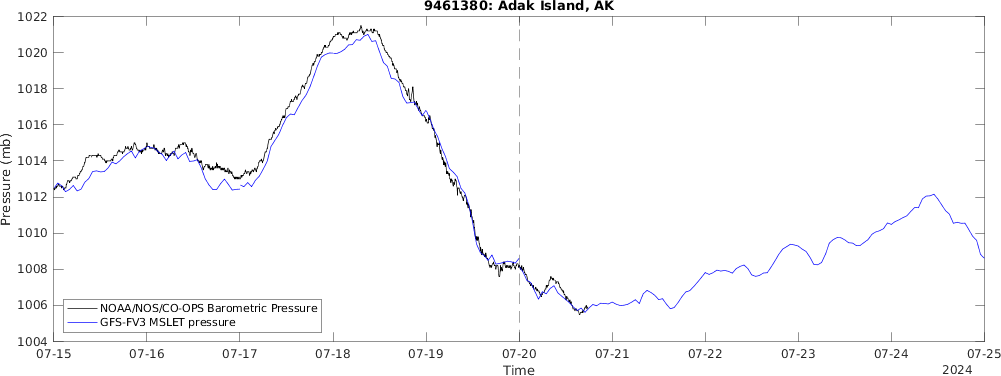 9461380: Adak Island, AK
Pressure (mb)
1022
1020
1018
1016
1014
1012
1010
1008
1006
1004
NOAA/NOS/CO-OPS Barometric Pressure
GFS-FV3 MSLET pressure
07-15 07-16 07-17 07-18 07-19 07-20 07-21 07-22 07-23 07-24 07-25
Time
2024